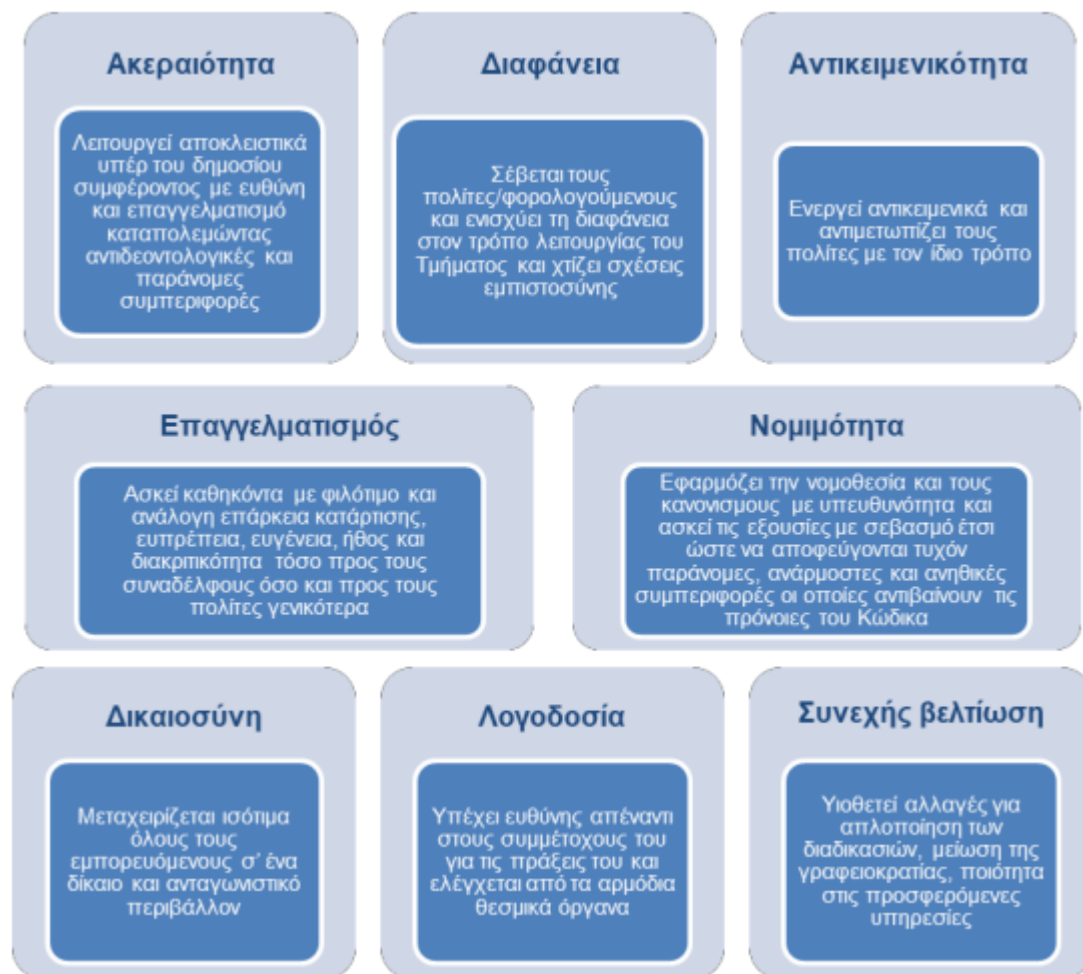 Ακεραιότητα
Λειτουργεί αποκλειστικά
υπέρ του δημοσίου
συμφέροντος με ευθύνη
και επαγγελματισμό
καταπολεμώντας
αντιδεοντολογικές και
παράνομες
συμπεριφορές
Διαφάνεια
Σέβεται τους
πολίτες/φορολογούμενους
και ενισχύει τη διαφάνεια
στον τρόπο λειτουργίας του
Τμήματος και χτίζει σχέσεις
εμπιστοσύνης
Αντικειμενικότητα
Ενεργεί αντικειμενικά και
αντιμετωπίζει τους
πολίτες με τον ίδιο τρόπο
Επαγγελματισμός
Ασκεί καθηκόντα με φιλότιμο και
ανάλογη επάρκεια κατάρτισης,
ευπρέπεια, ευγένεια, ήθος και
διακριτικότητα τόσο προς τους
συναδέλφους όσο και προς τους
πολίτες γενικότερα
Νομιμότητα
Εφαρμόζει την νομοθεσία και τους
κανονισμους με υπευθυνότητα και
ασκεί τις εξουσίες με σεβασμό έτσι
ώστε να αποφεύγονται τυχόν
παράνομες, ανάρμοστες και ανηθικές
συμπεριφορές οι οποίες αντιβαίνουν τις
πρόνοιες του Κώδικα
Δικαιοσύνη
Μεταχειρίζεται ισότιμα
όλους τους
εμπορευόμενους σ' ένα
δίκαιο και ανταγωνιστικό
περιβάλλον
Λογοδοσία
Υπέχει ευθύνης απέναντι
στους συμμέτοχους του
για τις πράξεις του και
ελέγχεται από τα αρμόδια
θεσμικά όργανα
Συνεχής βελτίωση
Υιοθετεί αλλαγές για
απλοποίηση των
διαδικασιών, μείωση της
γραφειοκρατίας, ποιότητα
στις προσφερόμενες
υπηρεσίες